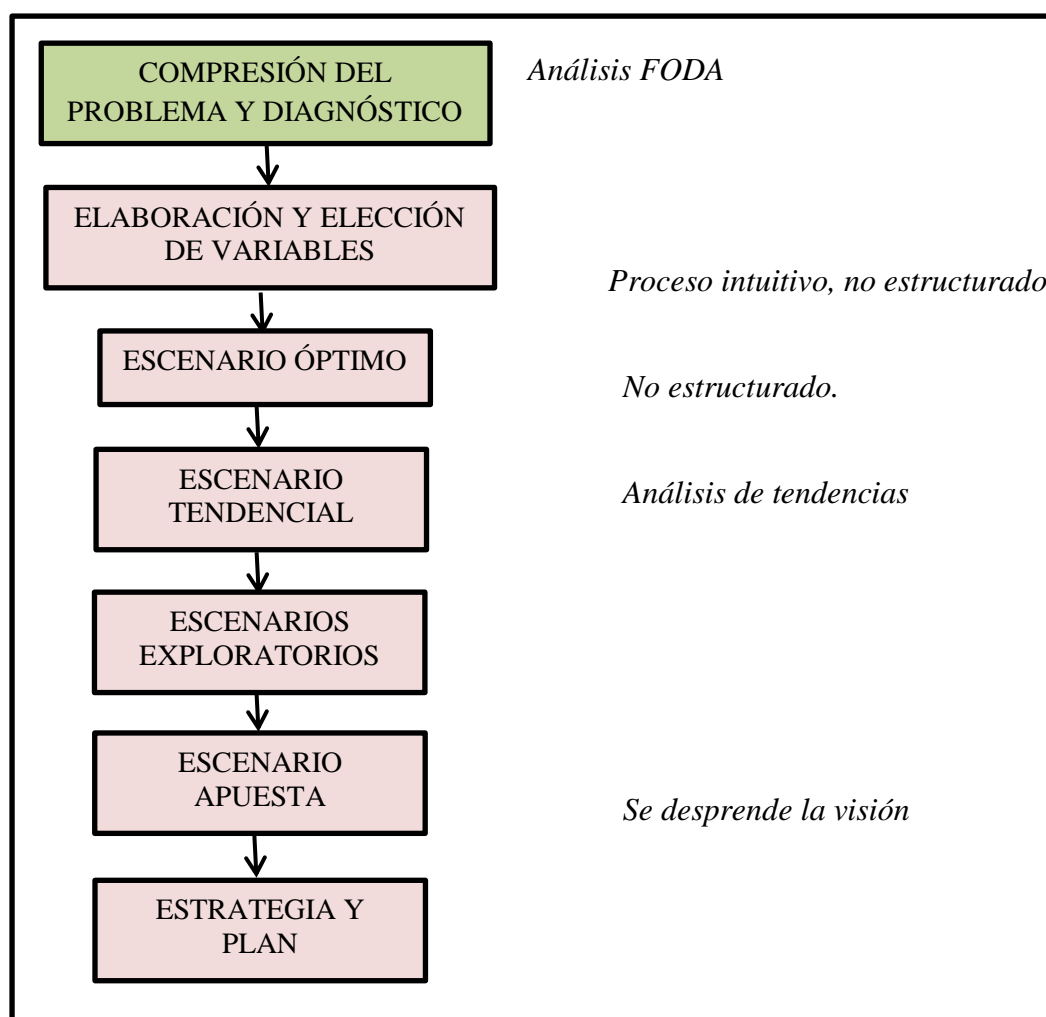 COMPRESIÓN DEL
PROBLEMA Y DIAGNÓSTICO
Análisis FODA
ELABORACIÓN Y ELECCIÓN
DE VARIABLES
Proceso intuitivo, no estructurado
ESCENARIO ÓPTIMO
No estructurado.
ESCENARIO
TENDENCIAL
Análisis de tendencias
ESCENARIOS
EXPLORATORIOS
ESCENARIO
APUESTA
Se desprende la visión
ESTRATEGIA Y
PLAN